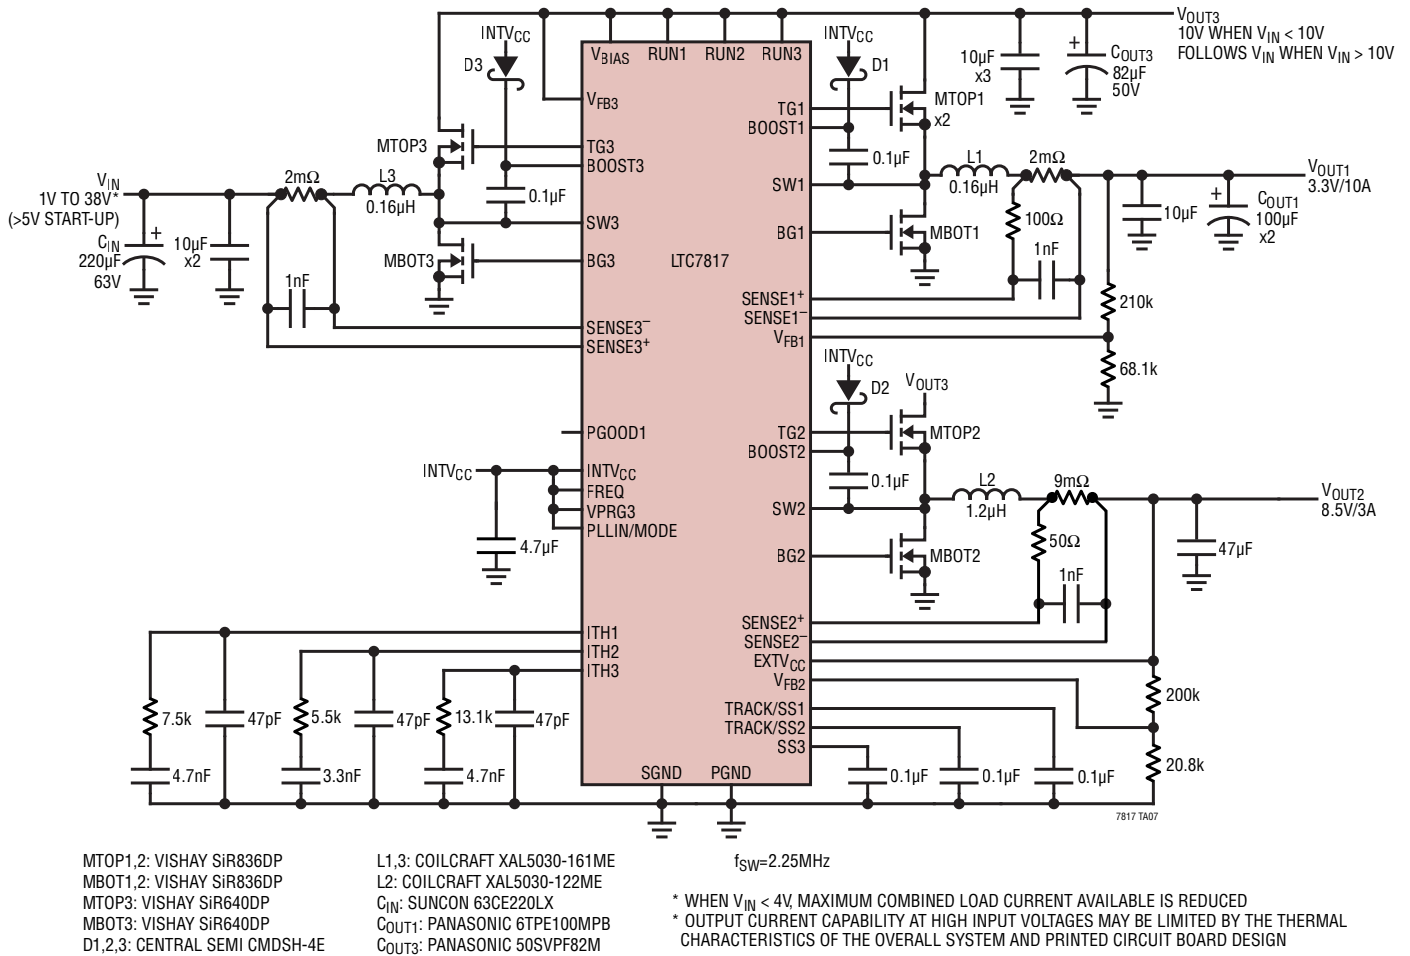 VOUT3
10V WHEN VIN < 10V
FOLLOWS VIN WHEN VIN > 10V
INTVCC
D3
VBIAS
RUN1
RUN2
RUN3
INTVCC
D1
10µF
x3
+
COUT3
82µF
50V
VFB3
TG1
BOOST1
MTOP1
x2
MTOP3
TG3
BOOST3
0.1µF
0.1µF
VIN
1V TO 38V*
(>5V START-UP)
2mΩ
L3
0.16µH
SW3
SW1
L1
0.16µH
2mΩ
VOUT1
3.3V/10A
+
CIN
220µF
63V
10µF
x2
MBOT3
BG3
LTC7817
BG1
MBOT1
100Ω
1nF
10µF
+
COUT1
100µF
x2
1nF
SENSE3–
SENSE3+
SENSE1+
SENSE1–
VFB1
210k
68.1k
INTVCC
D2
VOUT3
PGOOD1
TG2
BOOST2
MTOP2
0.1µF
INTVCC
INTVCC
FREQ
VPRG3
PLLIN/MODE
4.7µF
SW2
L2
1.2µH
9mΩ
VOUT2
8.5V/3A
BG2
MBOT2
50Ω
1nF
47µF
SENSE2+
SENSE2–
EXTVCC
VFB2
ITH1
ITH2
ITH3
7.5k
47pF
5.5k
47pF
13.1k
47pF
4.7nF
3.3nF
4.7nF
TRACK/SS1
TRACK/SS2
SS3
200k
20.8k
SGND
PGND
0.1µF
0.1µF
0.1µF
7817 TA07
MTOP1,2: VISHAY SiR836DP
MBOT1,2: VISHAY SiR836DP
MTOP3: VISHAY SiR640DP
MBOT3: VISHAY SiR640DP
D1,2,3: CENTRAL SEMI CMDSH-4E
L1,3: COILCRAFT XAL5030-161ME
L2: COILCRAFT XAL5030-122ME
CIN: SUNCON 63CE220LX
COUT1: PANASONIC 6TPE100MPB
COUT3: PANASONIC 50SVPF82M
fSW=2.25MHz
* WHEN VIN < 4V, MAXIMUM COMBINED LOAD CURRENT AVAILABLE IS REDUCED
* OUTPUT CURRENT CAPABILITY AT HIGH INPUT VOLTAGES MAY BE LIMITED BY THE THERMAL
CHARACTERISTICS OF THE OVERALL SYSTEM AND PRINTED CIRCUIT BOARD DESIGN